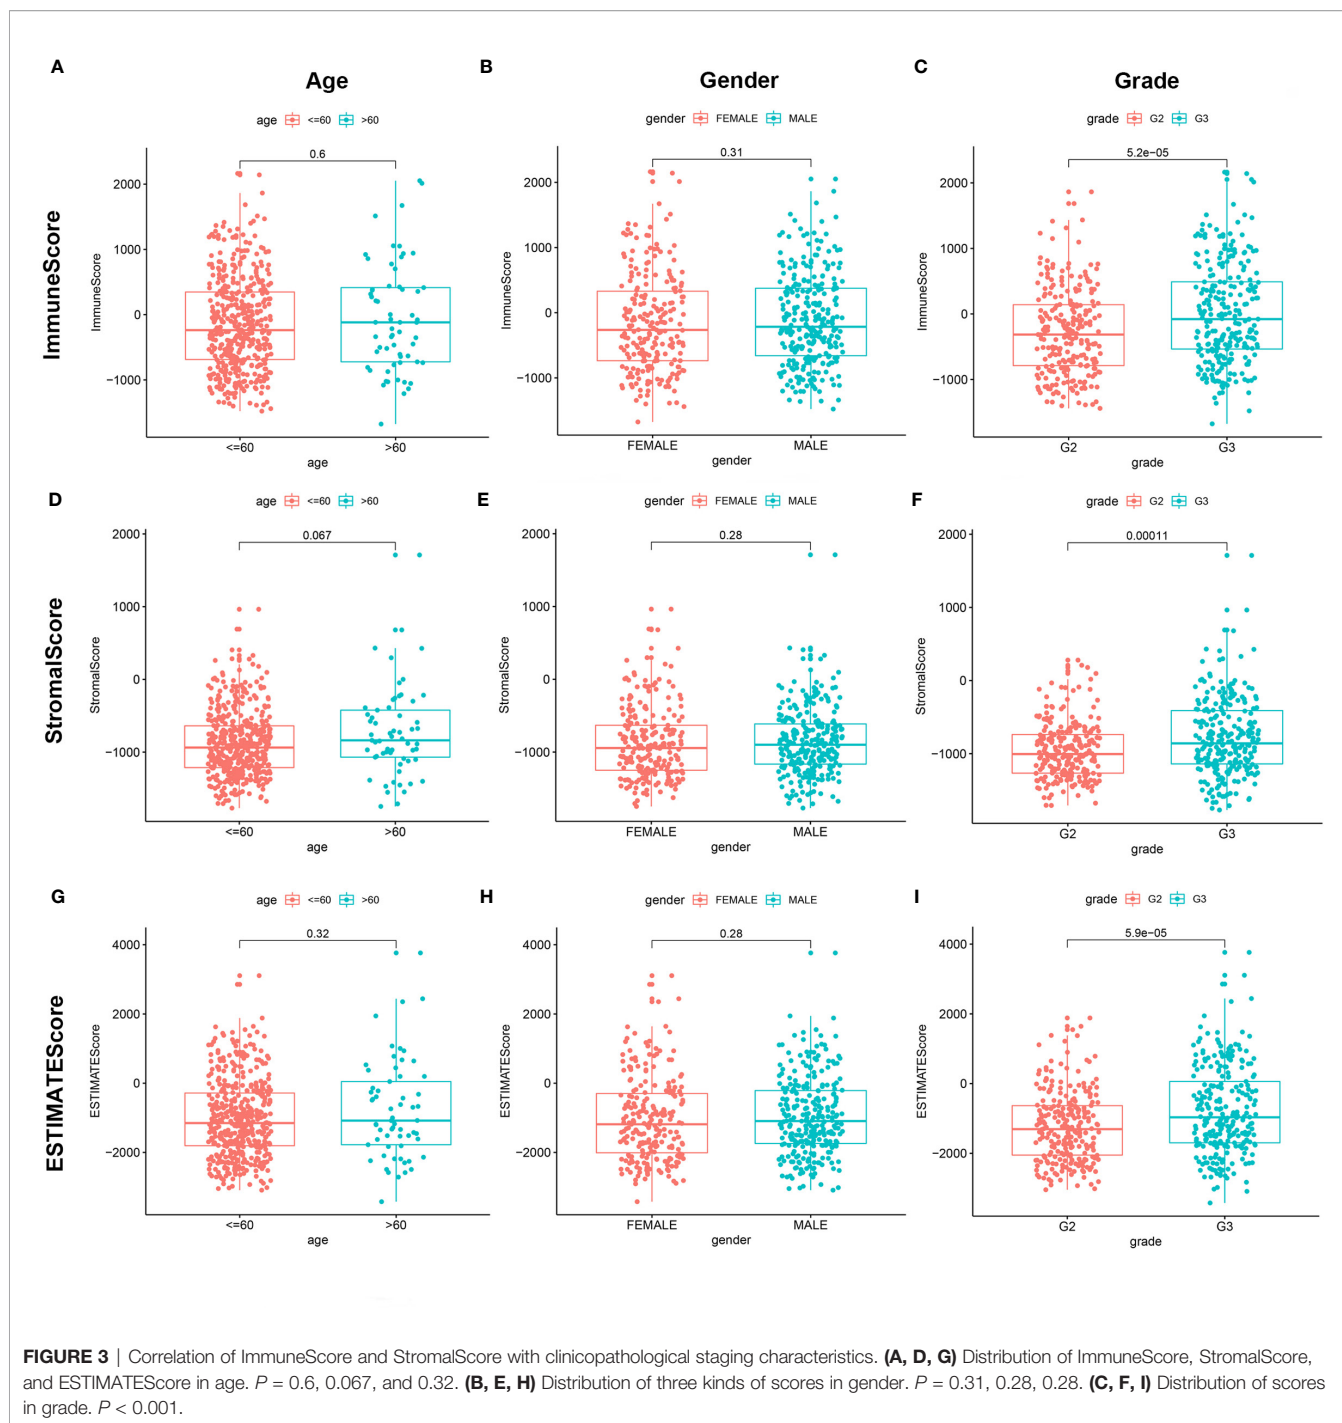 A
Age
age <=60 >60
0.6
ImmuneScore
ImmuneScore
2000
1000
0
−1000
<=60
>60
age
B
Gender
gender FEMALE MALE
0.31
ImmuneScore
2000
1000
0
−1000
FEMALE
MALE
gender
C
Grade
grade G2 G3
5.2e−05
ImmuneScore
2000
1000
0
−1000
G2
G3
grade
D
age <=60 >60
0.067
StromalScore
StromalScore
2000
1000
0
−1000
<=60
>60
age
E
gender FEMALE MALE
0.28
StromalScore
2000
1000
0
−1000
FEMALE
MALE
gender
F
grade G2 G3
0.00011
StromalScore
2000
1000
0
−1000
G2
G3
grade
G
age <=60 >60
0.32
ESTIMATEScore
ESTIMATEScore
4000
2000
0
−2000
<=60
>60
age
H
gender FEMALE MALE
0.28
ESTIMATEScore
4000
2000
0
−2000
FEMALE
MALE
gender
I
grade G2 G3
5.9e−05
ESTIMATEScore
4000
2000
0
−2000
G2
G3
grade
FIGURE 3 | Correlation of ImmuneScore and StromalScore with clinicopathological staging characteristics. (A, D, G) Distribution of ImmuneScore, StromalScore,
and ESTIMATEScore in age. P = 0.6, 0.067, and 0.32. (B, E, H) Distribution of three kinds of scores in gender. P = 0.31, 0.28, 0.28. (C, F, I) Distribution of scores
in grade. P < 0.001.